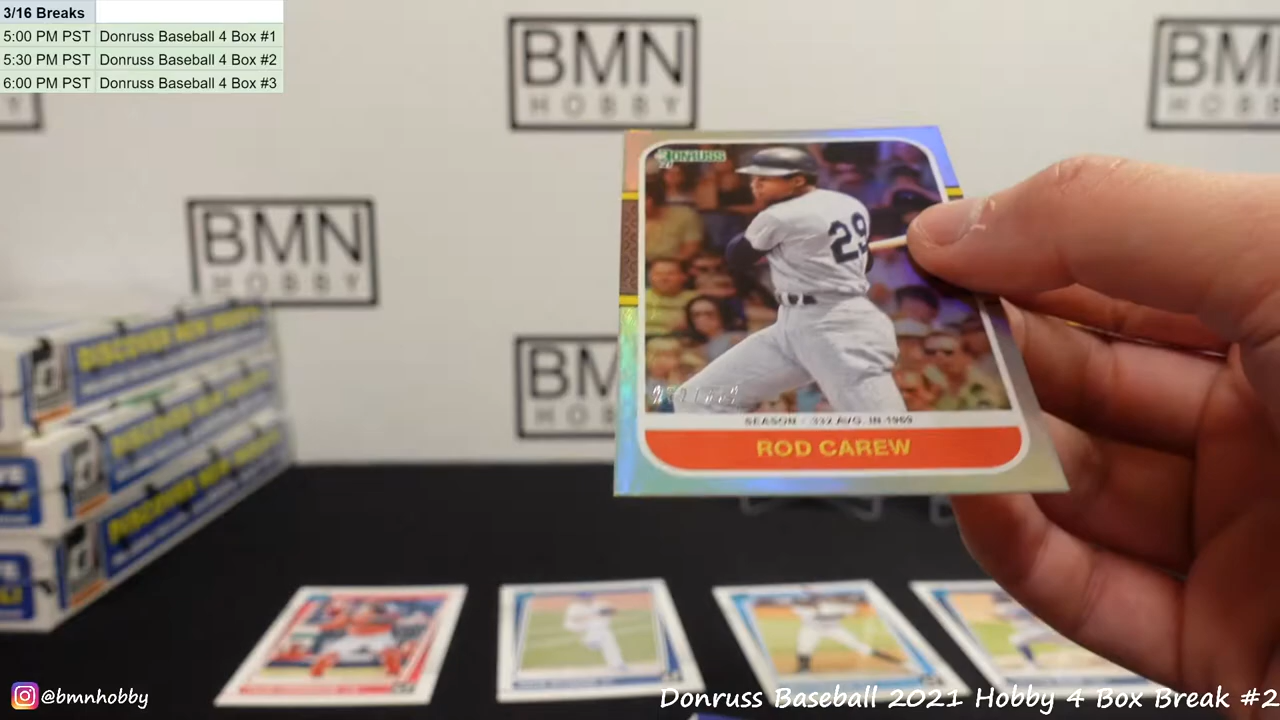 3/16 Breaks
5:00 PM PST Donruss Baseball 4 Box #1
5:30 PM PST Donruss Baseball 4 Box #2
6:00 PM PST Donruss Baseball 4 Box #3
BMN
HOBBY
BMN
HOBBY
BMN
HOBBY
DONRUSS
29
SEASON - .332 AVG. IN 1969
ROD CAREW
@bmnhobby
Donruss Baseball 2021 Hobby 4 Box Break #2